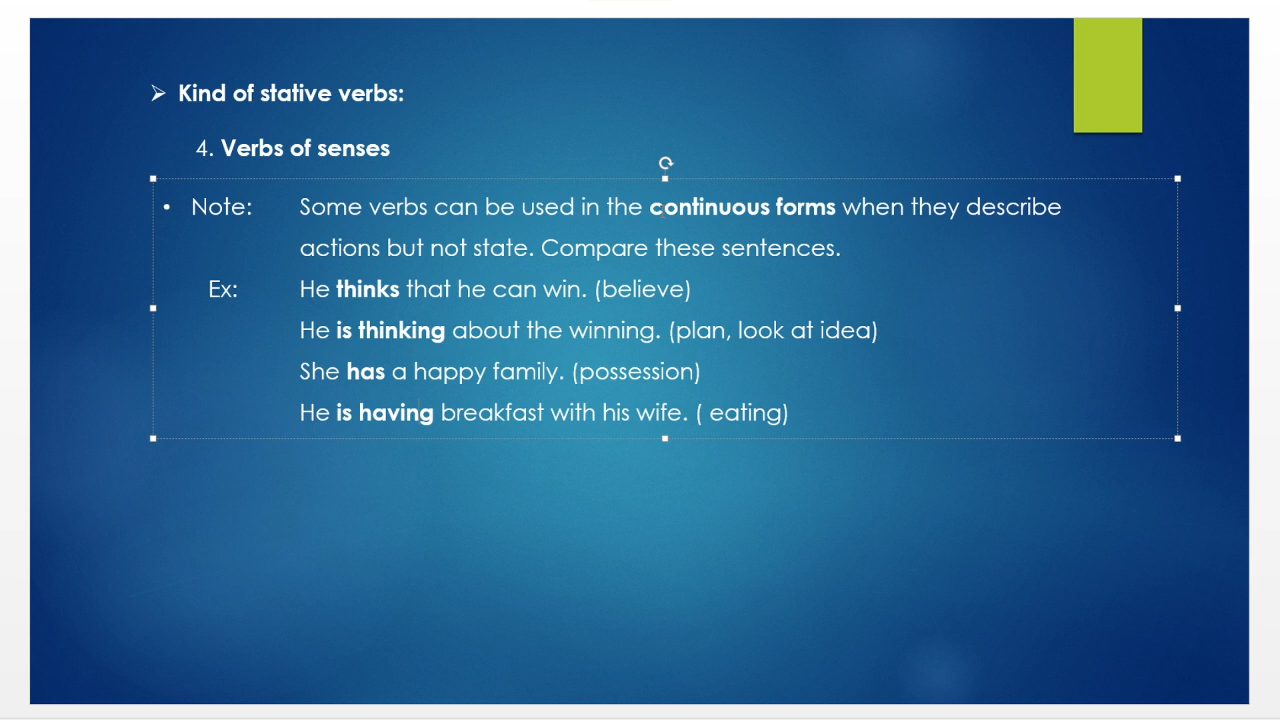 ➢ Kind of stative verbs:
4. Verbs of senses
• Note: Some verbs can be used in the continuous forms when they describe
actions but not state. Compare these sentences.
Ex: He thinks that he can win. (believe)
He is thinking about the winning. (plan, look at idea)
She has a happy family. (possession)
He is having breakfast with his wife. ( eating)